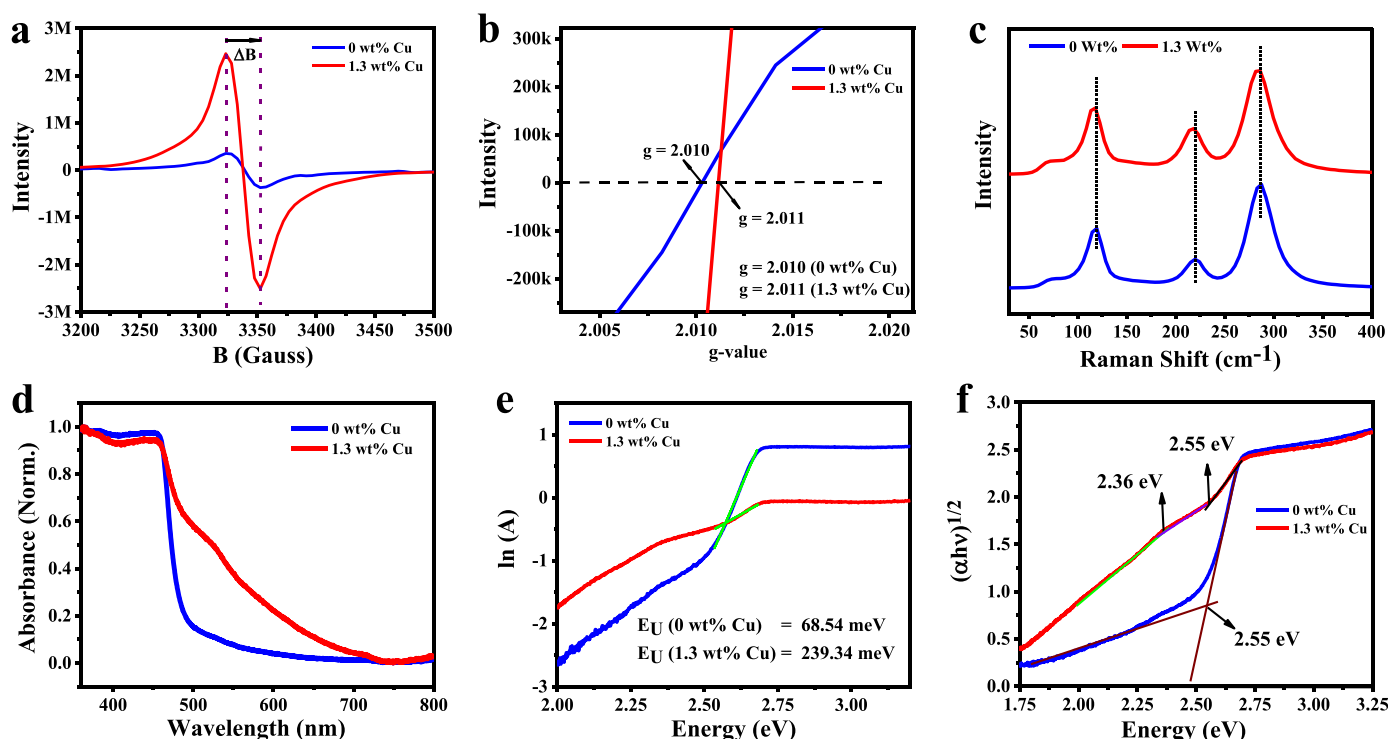 a
3M
2M
1M
0
-1M
-2M
-3M
3200
3250
3300
3350
3400
3450
3500
Intensity
B (Gauss)
ΔB
0 wt% Cu
1.3 wt% Cu
b
300k
200k
100k
0
-100k
-200k
2.005
2.010
2.015
2.020
Intensity
g-value
0 wt% Cu
1.3 wt% Cu
g = 2.010
g = 2.011
g = 2.010 (0 wt% Cu)
g = 2.011 (1.3 wt% Cu)
c
0 Wt%
1.3 Wt%
Intensity
50
100
150
200
250
300
350
400
Raman Shift (cm-1)
d
1.0
0.8
0.6
0.4
0.2
0.0
400
500
600
700
800
Absorbance (Norm.)
Wavelength (nm)
0 wt% Cu
1.3 wt% Cu
e
1
0
-1
-2
-3
2.00
2.25
2.50
2.75
3.00
ln (A)
Energy (eV)
0 wt% Cu
1.3 wt% Cu
EU (0 wt% Cu) = 68.54 meV
EU (1.3 wt% Cu) = 239.34 meV
f
3.0
2.5
2.0
1.5
1.0
0.5
0.0
1.75
2.00
2.25
2.50
2.75
3.00
3.25
(αhν)1/2
Energy (eV)
2.55 eV
2.36 eV
0 wt% Cu
1.3 wt% Cu
2.55 eV